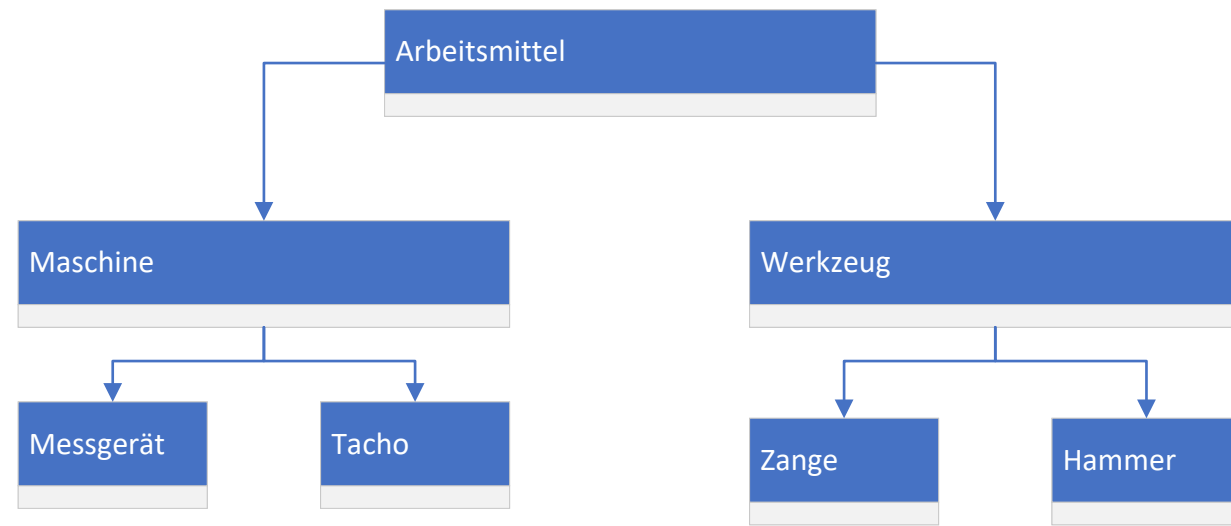 Arbeitsmittel
Maschine
Werkzeug
Messgerät
Tacho
Zange
Hammer